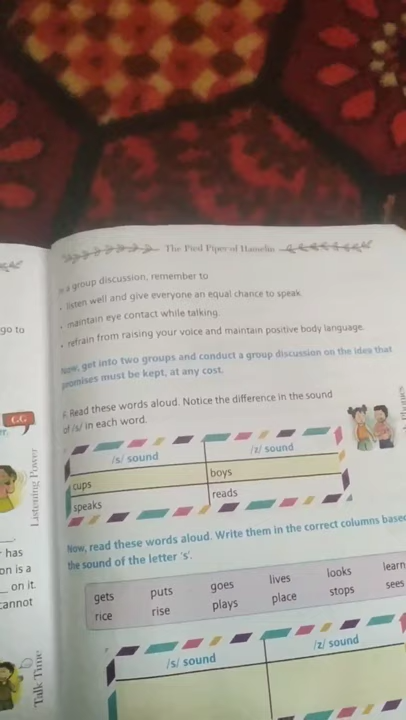 The Pied Piper of Hamelin
In a group discussion, remember to
• listen well and give everyone an equal chance to speak
• maintain eye contact while talking.
• refrain from raising your voice and maintain positive body language.
Now, get into two groups and conduct a group discussion on the idea that
promises must be kept, at any cost.
F. Read these words aloud. Notice the difference in the sound
of /s/ in each word.
/s/ sound /z/ sound
cups boys
speaks reads
Now, read these words aloud. Write them in the correct columns based
the sound of the letter 's'.
gets puts goes lives looks learn
rice rise plays place stops sees
/s/ sound /z/ sound
go to
GG
Listening Power
has
on is a
on it.
cannot
Talk Time